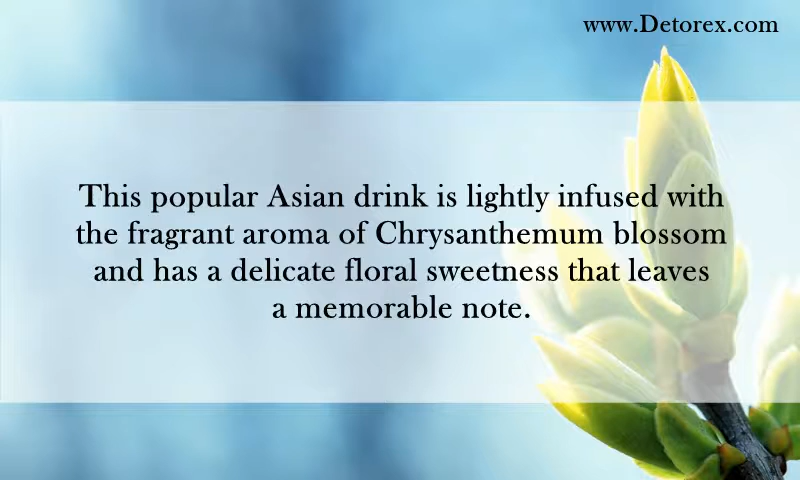 www.Detorex.com
This popular Asian drink is lightly infused with
the fragrant aroma of Chrysanthemum blossom
and has a delicate floral sweetness that leaves
a memorable note.